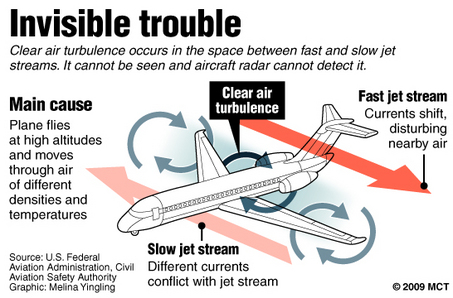 Invisible trouble
Clear air turbulence occurs in the space between fast and slow jet
streams. It cannot be seen and aircraft radar cannot detect it.
Main cause
Plane flies
at high altitudes and moves
through air
of different
densities and
temperatures
Clear air
turbulence
Fast jet stream
Currents shift,
disturbing
nearby air
Slow jet stream
Different currents
conflict with jet stream
Source: U.S. Federal
Aviation Administration, Civil
Aviation Safety Authority
Graphic: Melina Yingling
© 2009 MCT